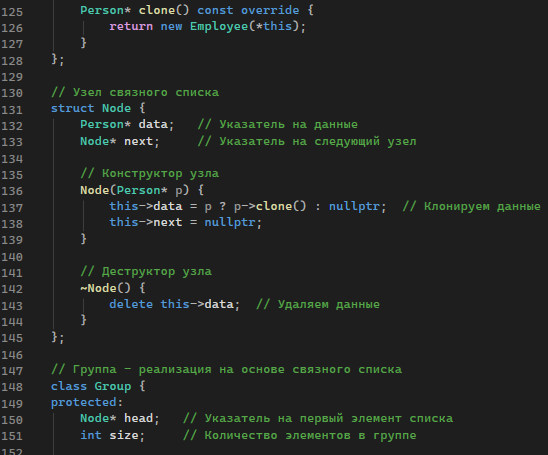 125 Person* clone() const override {
126 return new Employee(*this);
127 }
128 };
129
130 // Узел связного списка
131 struct Node {
132 Person* data; // Указатель на данные
133 Node* next; // Указатель на следующий узел
134
135 // Конструктор узла
136 Node(Person* p) {
137 this->data = p ? p->clone() : nullptr; // Клонируем данные
138 this->next = nullptr;
139 }
140
141 // Деструктор узла
142 ~Node() {
143 delete this->data; // Удаляем данные
144 }
145 };
146
147 // Группа - реализация на основе связного списка
148 class Group {
149 protected:
150 Node* head; // Указатель на первый элемент списка
151 int size; // Количество элементов в группе
152